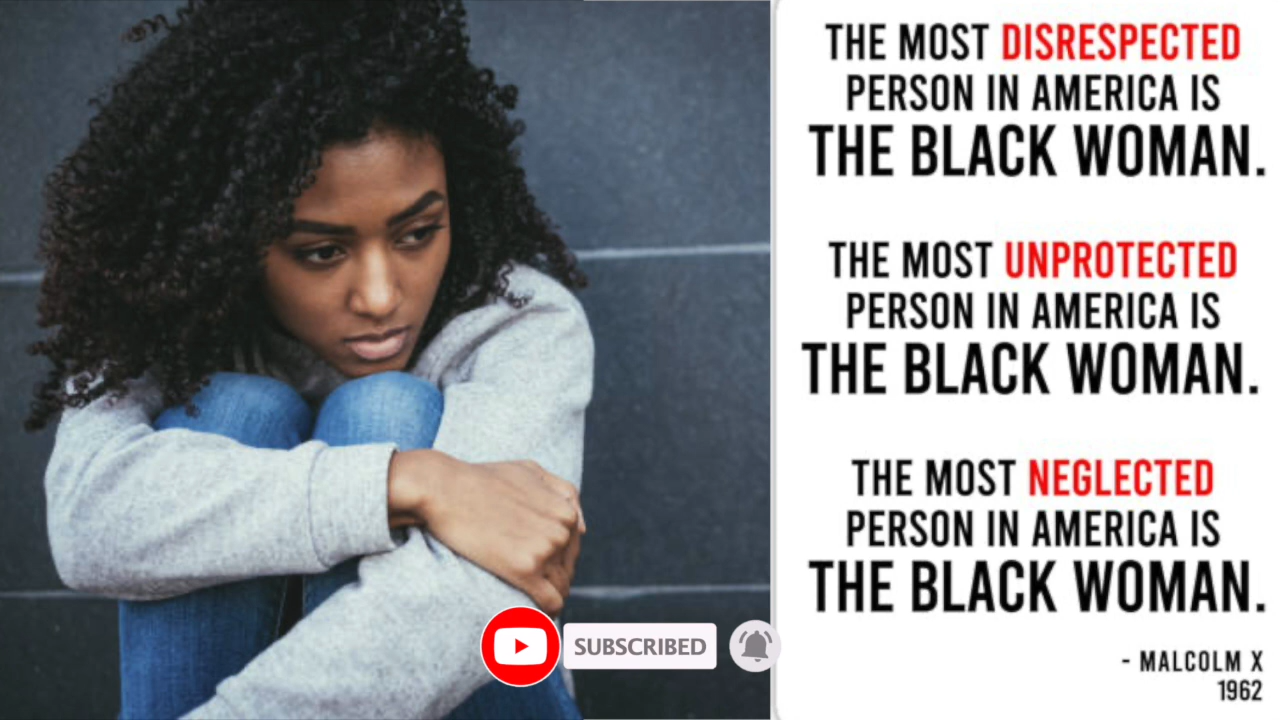 THE MOST DISRESPECTED
PERSON IN AMERICA IS
THE BLACK WOMAN.
THE MOST UNPROTECTED
PERSON IN AMERICA IS
THE BLACK WOMAN.
THE MOST NEGLECTED
PERSON IN AMERICA IS
THE BLACK WOMAN.
- MALCOLM X
1962
SUBSCRIBED